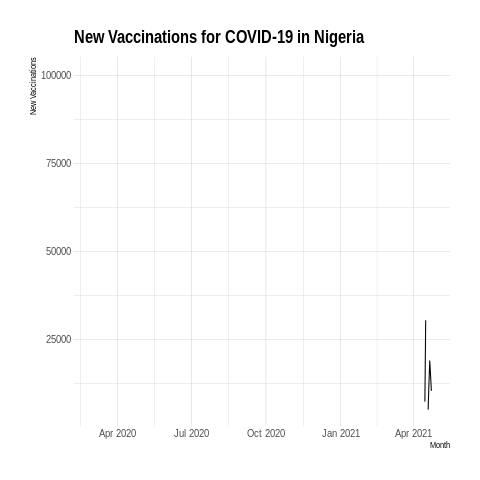 New Vaccinations for COVID-19 in Nigeria
New Vaccinations
100000
75000
50000
25000
Apr 2020 Jul 2020 Oct 2020 Jan 2021 Apr 2021
Month